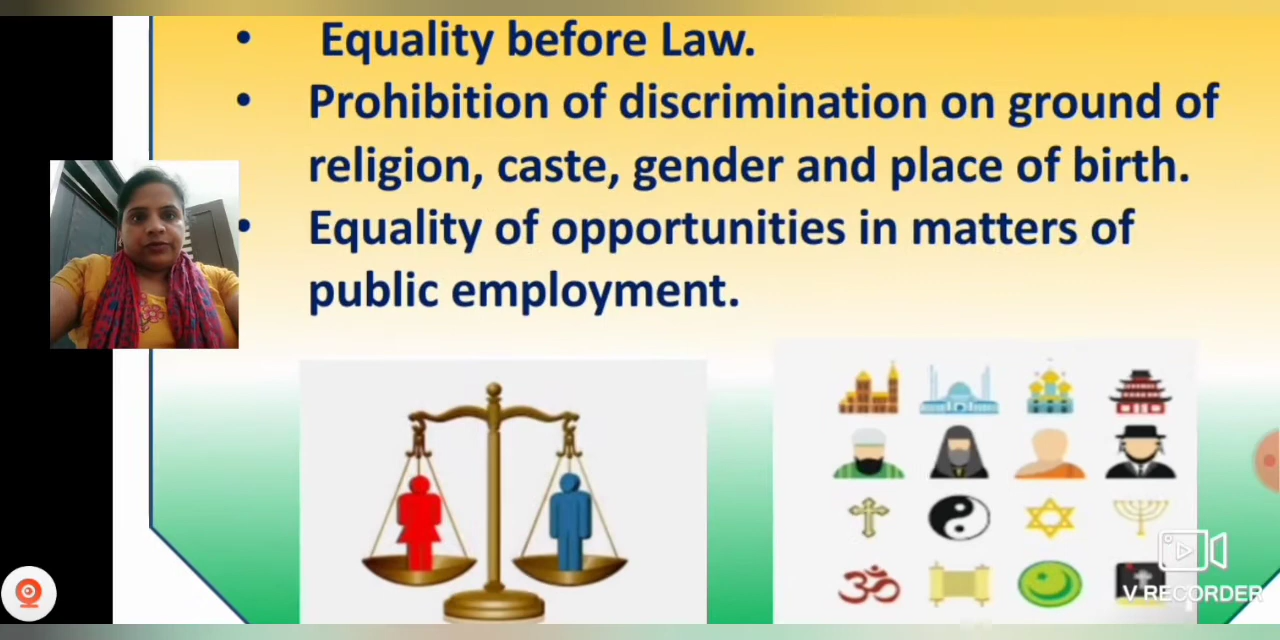 • Equality before Law.
• Prohibition of discrimination on ground of
religion, caste, gender and place of birth.
• Equality of opportunities in matters of
public employment.
V RECORDER